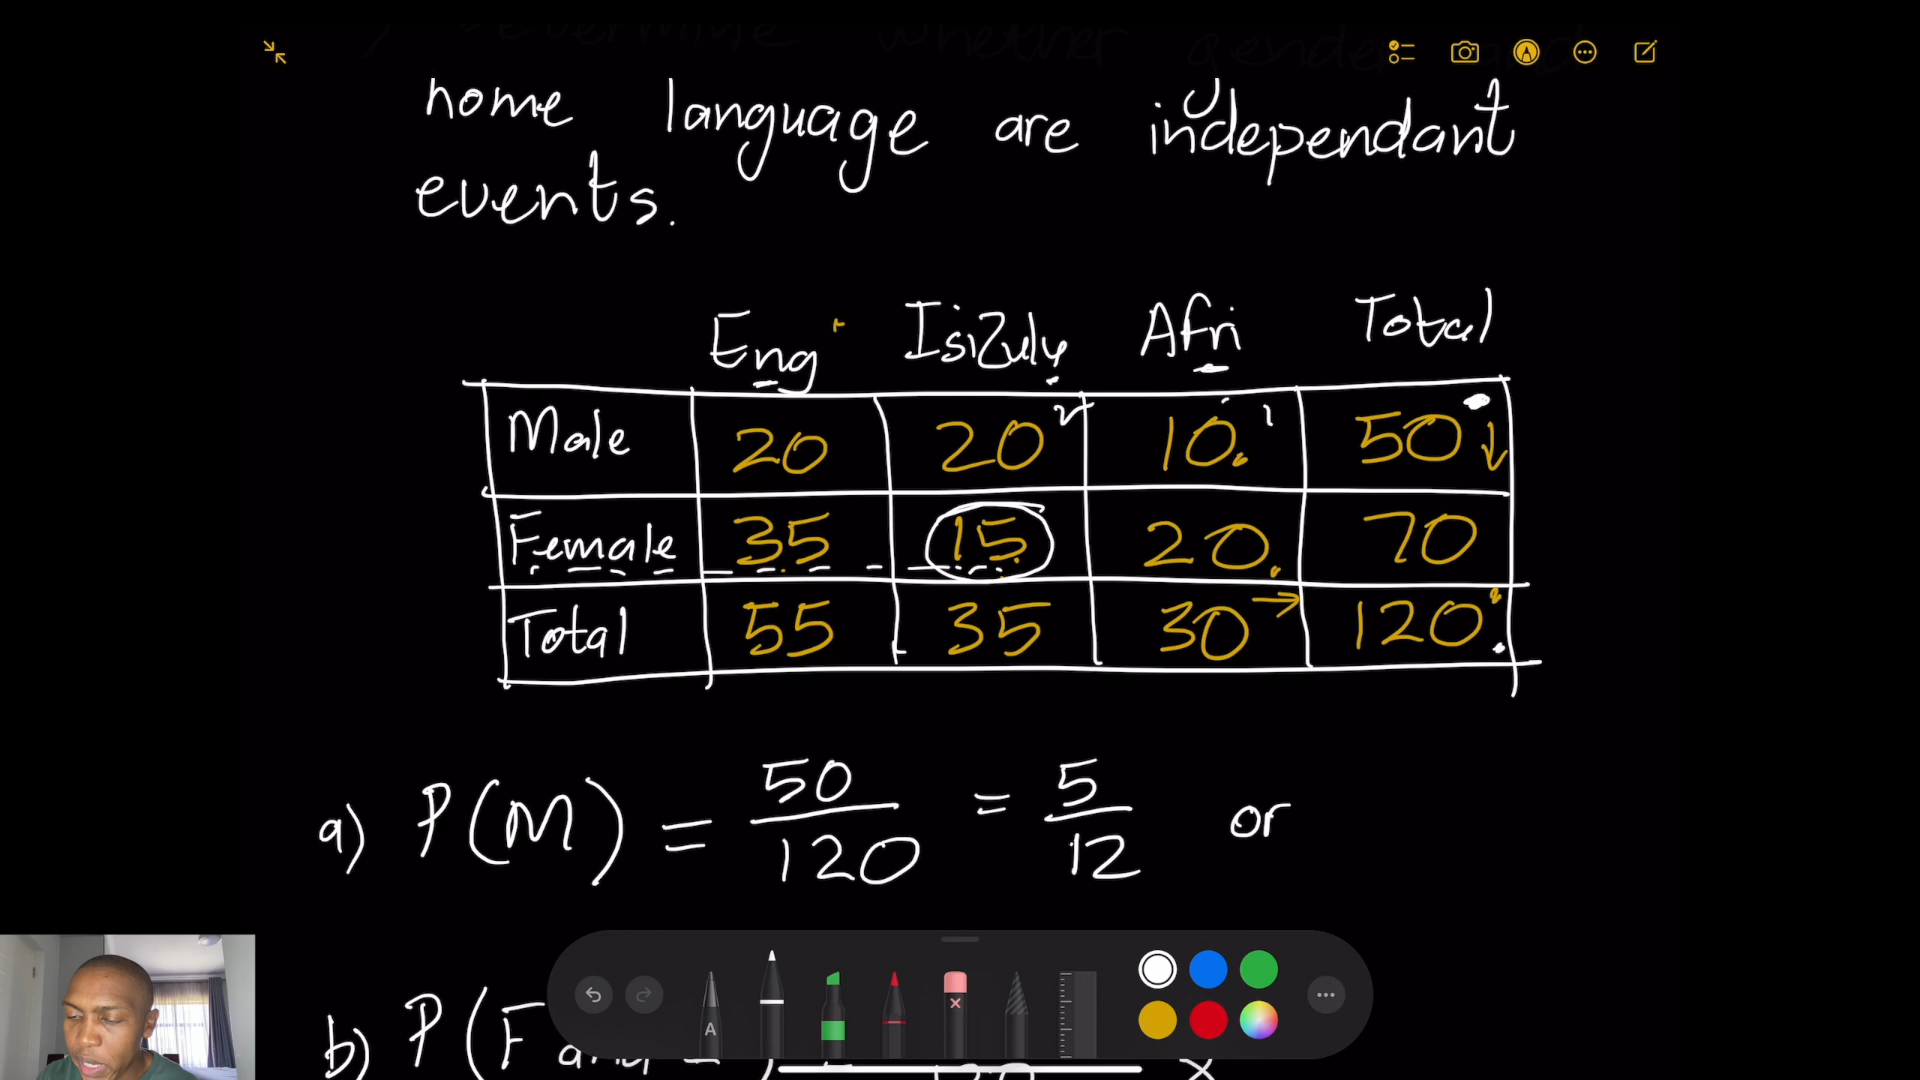 home language are independant
events.
Eng IsiZulu Afri Total
Male 20 20 10 50
Female 35 15 20 70
Total 55 35 30 120
a) P(M) = 50/120 = 5/12 or
b) P(F and
A